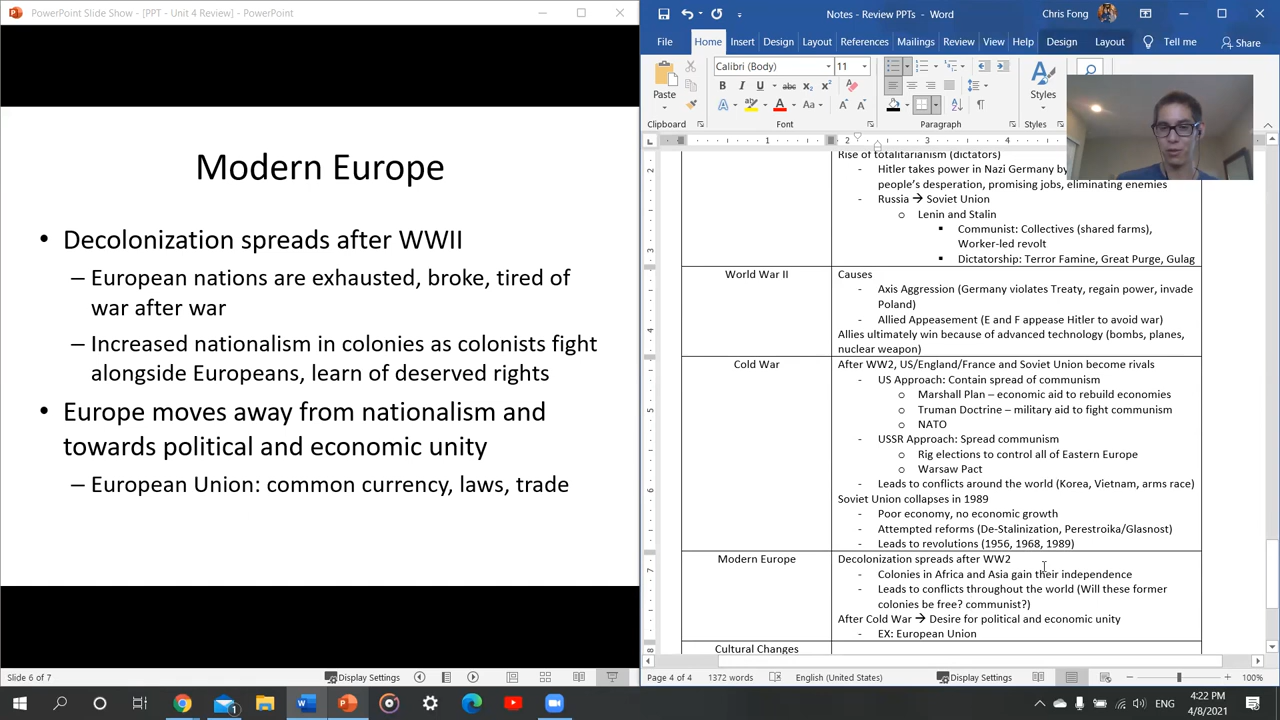 PowerPoint Slide Show - [PPT - Unit 4 Review] - PowerPoint
Modern Europe
• Decolonization spreads after WWII
– European nations are exhausted, broke, tired of
war after war
– Increased nationalism in colonies as colonists fight
alongside Europeans, learn of deserved rights
• Europe moves away from nationalism and
towards political and economic unity
– European Union: common currency, laws, trade
Slide 6 of 7
Display Settings
Notes - Review PPTs - Word
Chris Fong
File Home Insert Design Layout References Mailings Review View Help Design Layout Tell me Share
Calibri (Body) 11
Paste
B I U abc x₂ x²
A Aa A A
Styles
Clipboard Font Paragraph Styles
1 2 3 4
Rise of totalitarianism (dictators)
- Hitler takes power in Nazi Germany by
people's desperation, promising jobs, eliminating enemies
- Russia → Soviet Union
o Lenin and Stalin
▪ Communist: Collectives (shared farms),
Worker-led revolt
▪ Dictatorship: Terror Famine, Great Purge, Gulag
World War II
Causes
- Axis Aggression (Germany violates Treaty, regain power, invade
Poland)
- Allied Appeasement (E and F appease Hitler to avoid war)
Allies ultimately win because of advanced technology (bombs, planes,
nuclear weapon)
Cold War
After WW2, US/England/France and Soviet Union become rivals
- US Approach: Contain spread of communism
o Marshall Plan – economic aid to rebuild economies
o Truman Doctrine – military aid to fight communism
o NATO
- USSR Approach: Spread communism
o Rig elections to control all of Eastern Europe
o Warsaw Pact
- Leads to conflicts around the world (Korea, Vietnam, arms race)
Soviet Union collapses in 1989
- Poor economy, no economic growth
- Attempted reforms (De-Stalinization, Perestroika/Glasnost)
- Leads to revolutions (1956, 1968, 1989)
Modern Europe
Decolonization spreads after WW2
- Colonies in Africa and Asia gain their independence
- Leads to conflicts throughout the world (Will these former
colonies be free? communist?)
After Cold War → Desire for political and economic unity
- EX: European Union
Cultural Changes
2
3
4
5
6
7
8
Page 4 of 4 1372 words English (United States) Display Settings 100%
ENG
4:22 PM
4/8/2021